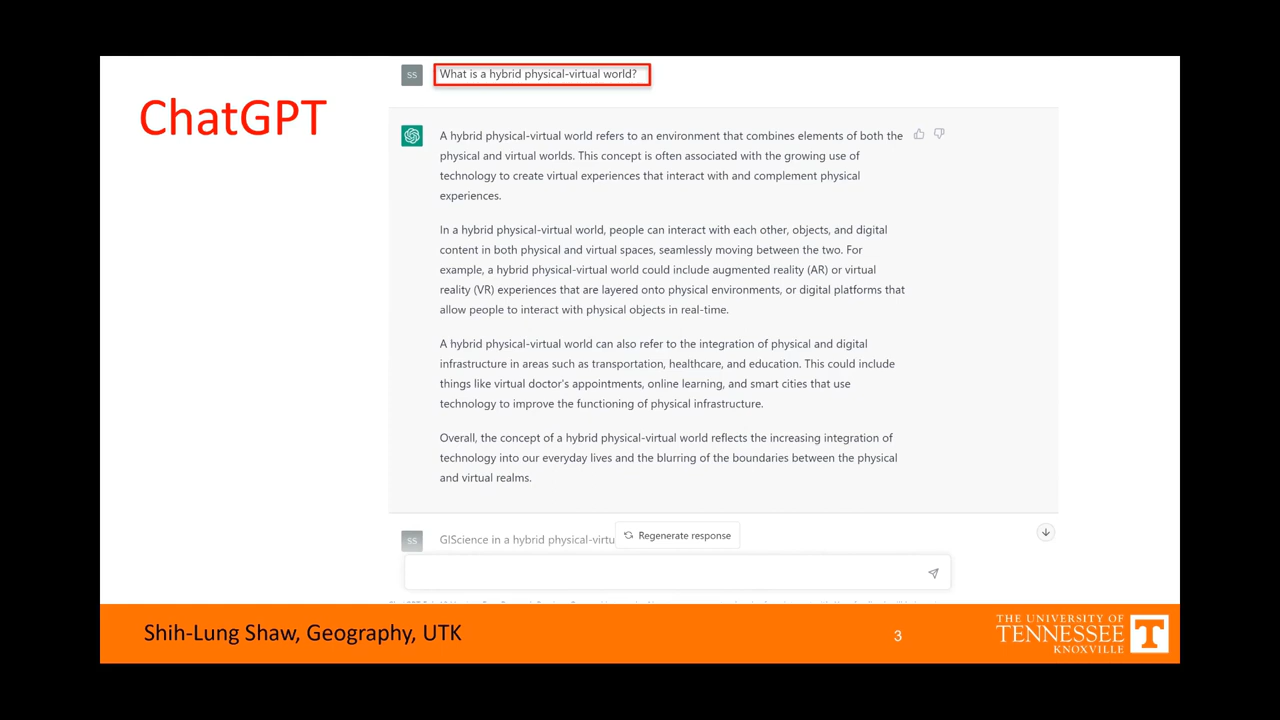 SS
What is a hybrid physical-virtual world?
ChatGPT
A hybrid physical-virtual world refers to an environment that combines elements of both the
physical and virtual worlds. This concept is often associated with the growing use of
technology to create virtual experiences that interact with and complement physical
experiences.
In a hybrid physical-virtual world, people can interact with each other, objects, and digital
content in both physical and virtual spaces, seamlessly moving between the two. For
example, a hybrid physical-virtual world could include augmented reality (AR) or virtual
reality (VR) experiences that are layered onto physical environments, or digital platforms that
allow people to interact with physical objects in real-time.
A hybrid physical-virtual world can also refer to the integration of physical and digital
infrastructure in areas such as transportation, healthcare, and education. This could include
things like virtual doctor's appointments, online learning, and smart cities that use
technology to improve the functioning of physical infrastructure.
Overall, the concept of a hybrid physical-virtual world reflects the increasing integration of
technology into our everyday lives and the blurring of the boundaries between the physical
and virtual realms.
SS
GIScience in a hybrid physical-virtu
Regenerate response
Shih-Lung Shaw, Geography, UTK
3
THE UNIVERSITY OF
TENNESSEE
KNOXVILLE
T